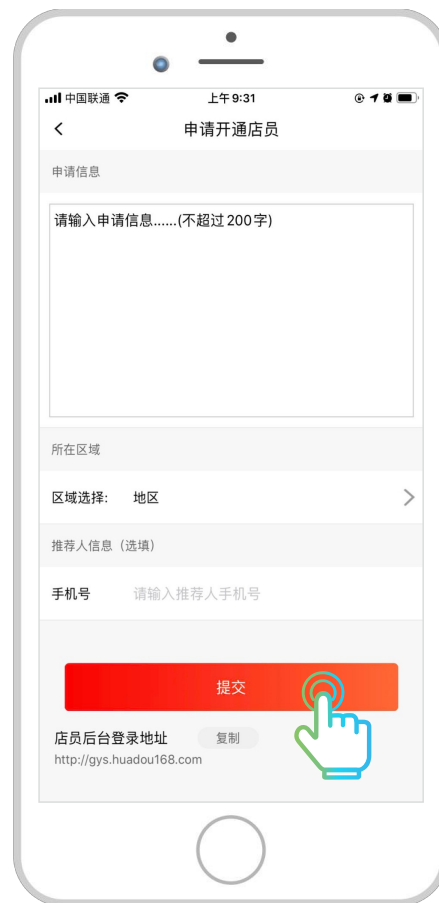 中国联通 上午 9:31
申请开通店员
申请信息
请输入申请信息......(不超过 200 字)
所在区域
区域选择: 地区
推荐人信息（选填）
手机号 请输入推荐人手机号
提交
店员后台登录地址 复制
http://gys.huadou168.com